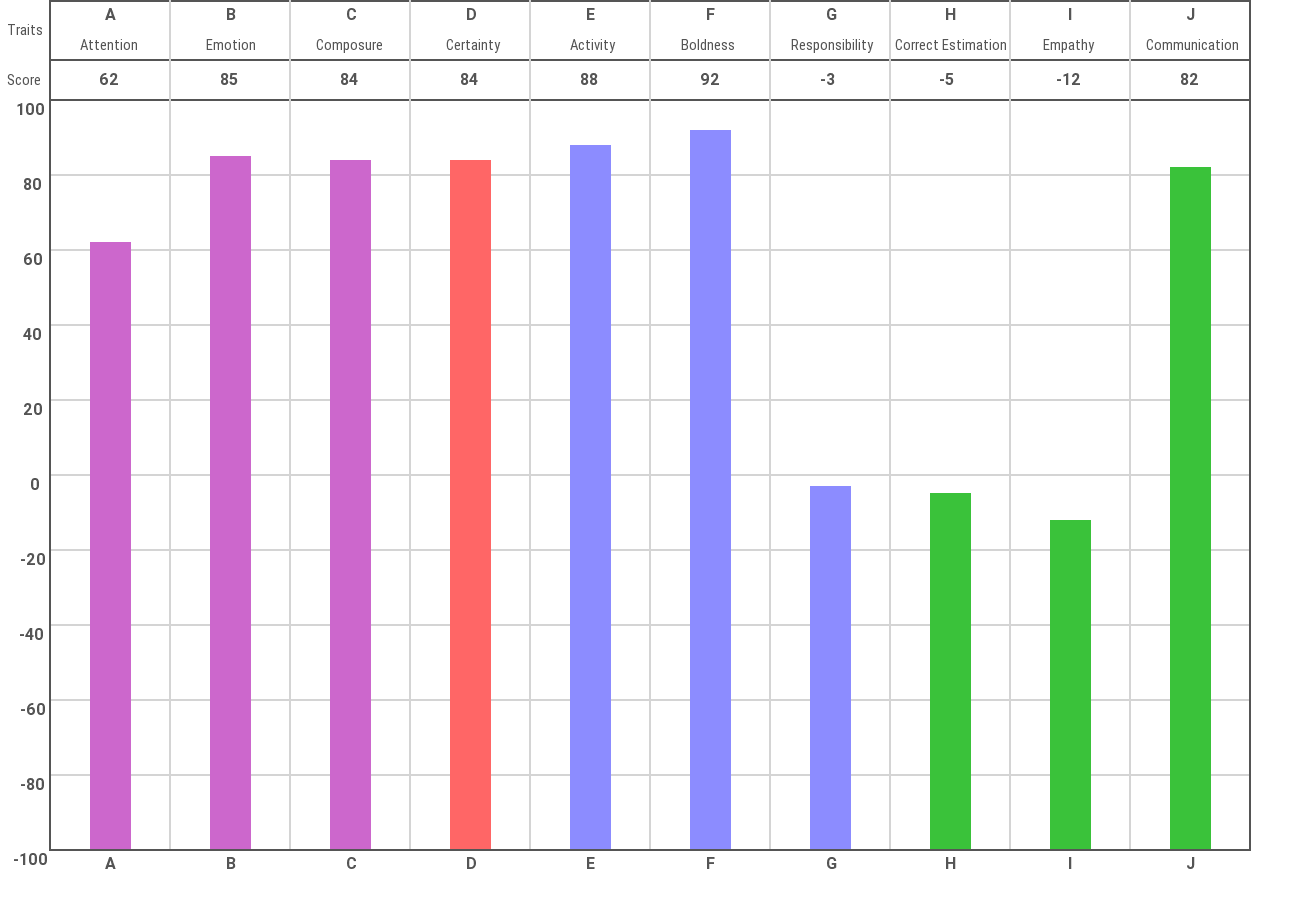 Traits
A B C D E F G H I J
Attention Emotion Composure Certainty Activity Boldness Responsibility Correct Estimation Empathy Communication
Score 62 85 84 84 88 92 -3 -5 -12 82
100
80
60
40
20
0
-20
-40
-60
-80
-100
A B C D E F G H I J